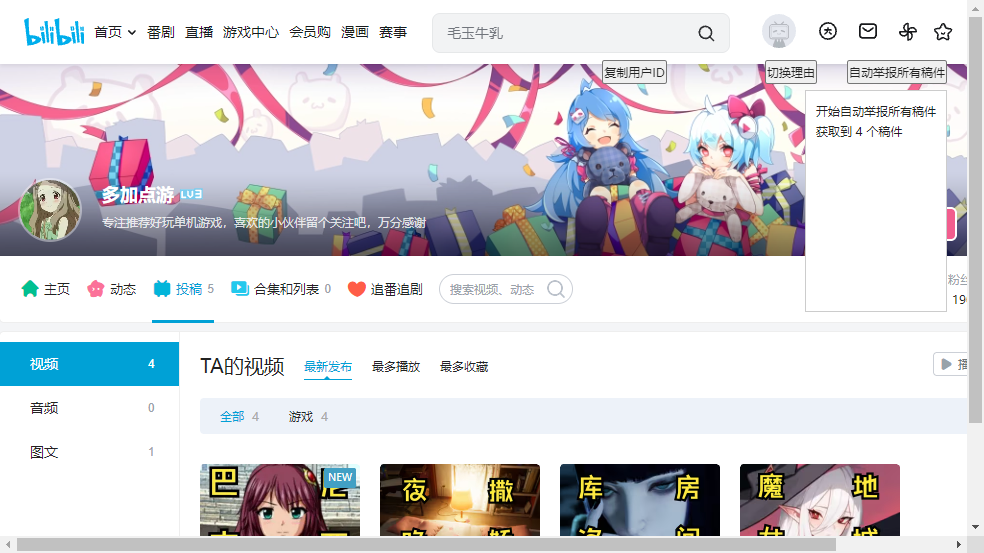 bilibili
首页 番剧 直播 游戏中心 会员购 漫画 赛事 毛玉牛乳
复制用户ID 切换理由 自动举报所有稿件
开始自动举报所有稿件
获取到 4 个稿件
多加点游 LV3
专注推荐好玩单机游戏，喜欢的小伙伴留个关注吧，万分感谢
主页 动态 投稿 5 合集和列表 0 追番追剧 搜索视频、动态 粉丝
19
视频 4
音频 0
图文 1
TA的视频 最新发布 最多播放 最多收藏 播
全部 4 游戏 4
NEW
巴
夜 撒
库 房
魔 地